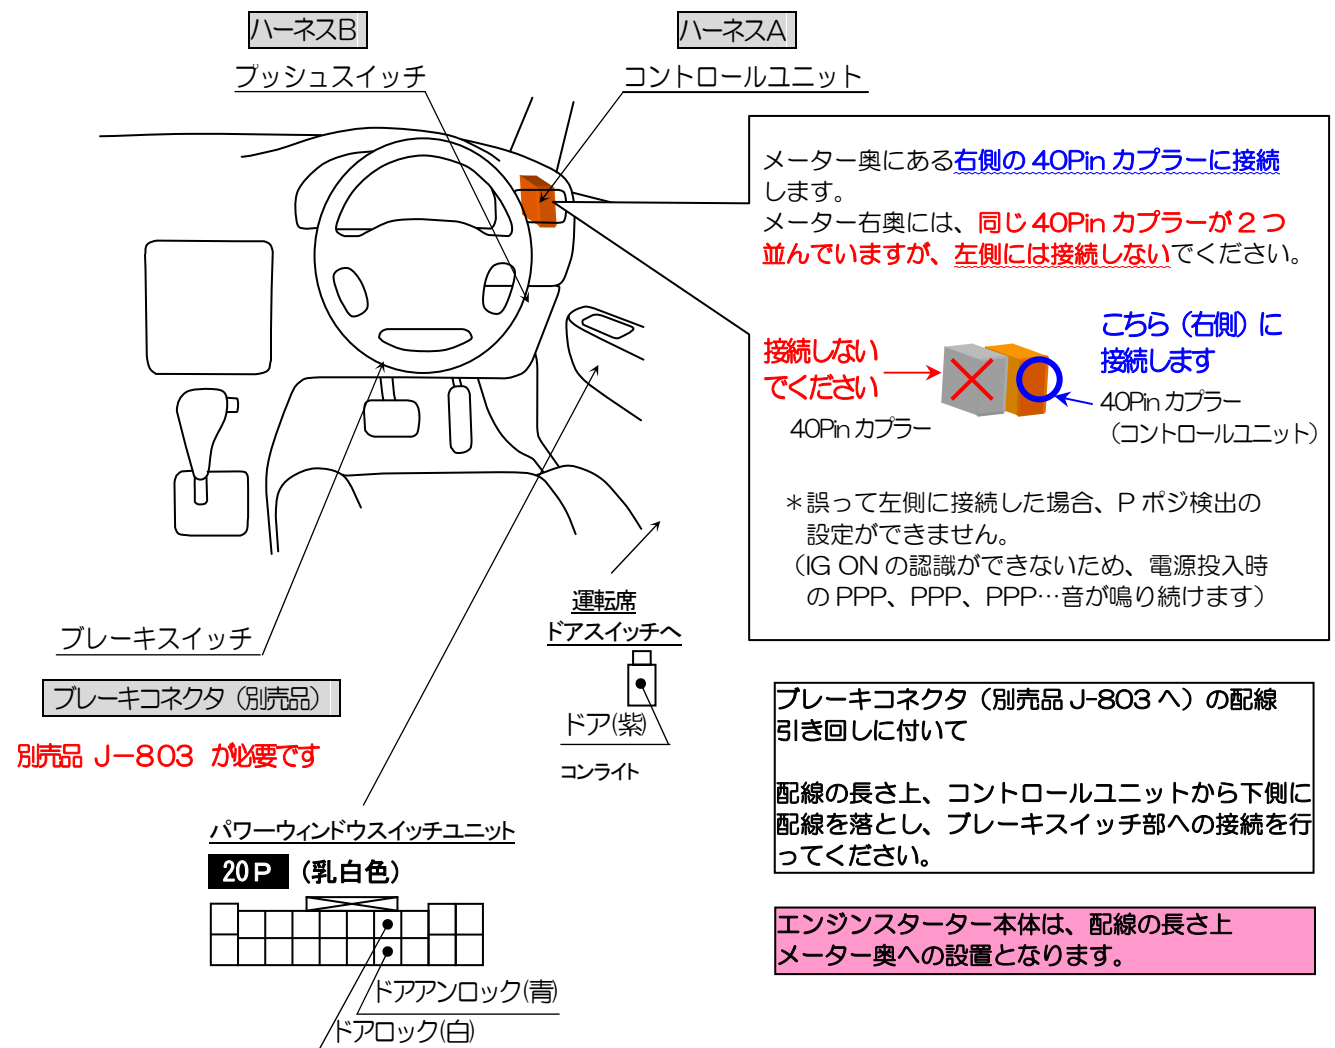 ハーネスB
ハーネスA
プッシュスイッチ
コントロールユニット
メーター奥にある右側の 40Pin カプラーに接続
します。
メーター右奥には、同じ 40Pin カプラーが 2 つ
並んでいますが、左側には接続しないでください。
こちら（右側）に
接続します
接続しない
でください
40Pin カプラー
（コントロールユニット）
40Pin カプラー
＊誤って左側に接続した場合、P ポジ検出の
設定ができません。
（IG ON の認識ができないため、電源投入時
の PPP、PPP、PPP…音が鳴り続けます）
運転席
ドアスイッチへ
ブレーキスイッチ
ブレーキコネクタ（別売品）
別売品 J－803 が必要です
ドア(紫)
コンライト
ブレーキコネクタ（別売品 J-803 へ）の配線
引き回しに付いて
配線の長さ上、コントロールユニットから下側に
配線を落とし、ブレーキスイッチ部への接続を行
ってください。
パワーウィンドウスイッチユニット
20P （乳白色）
エンジンスターター本体は、配線の長さ上
メーター奥への設置となります。
ドアアンロック(青)
ドアロック(白)